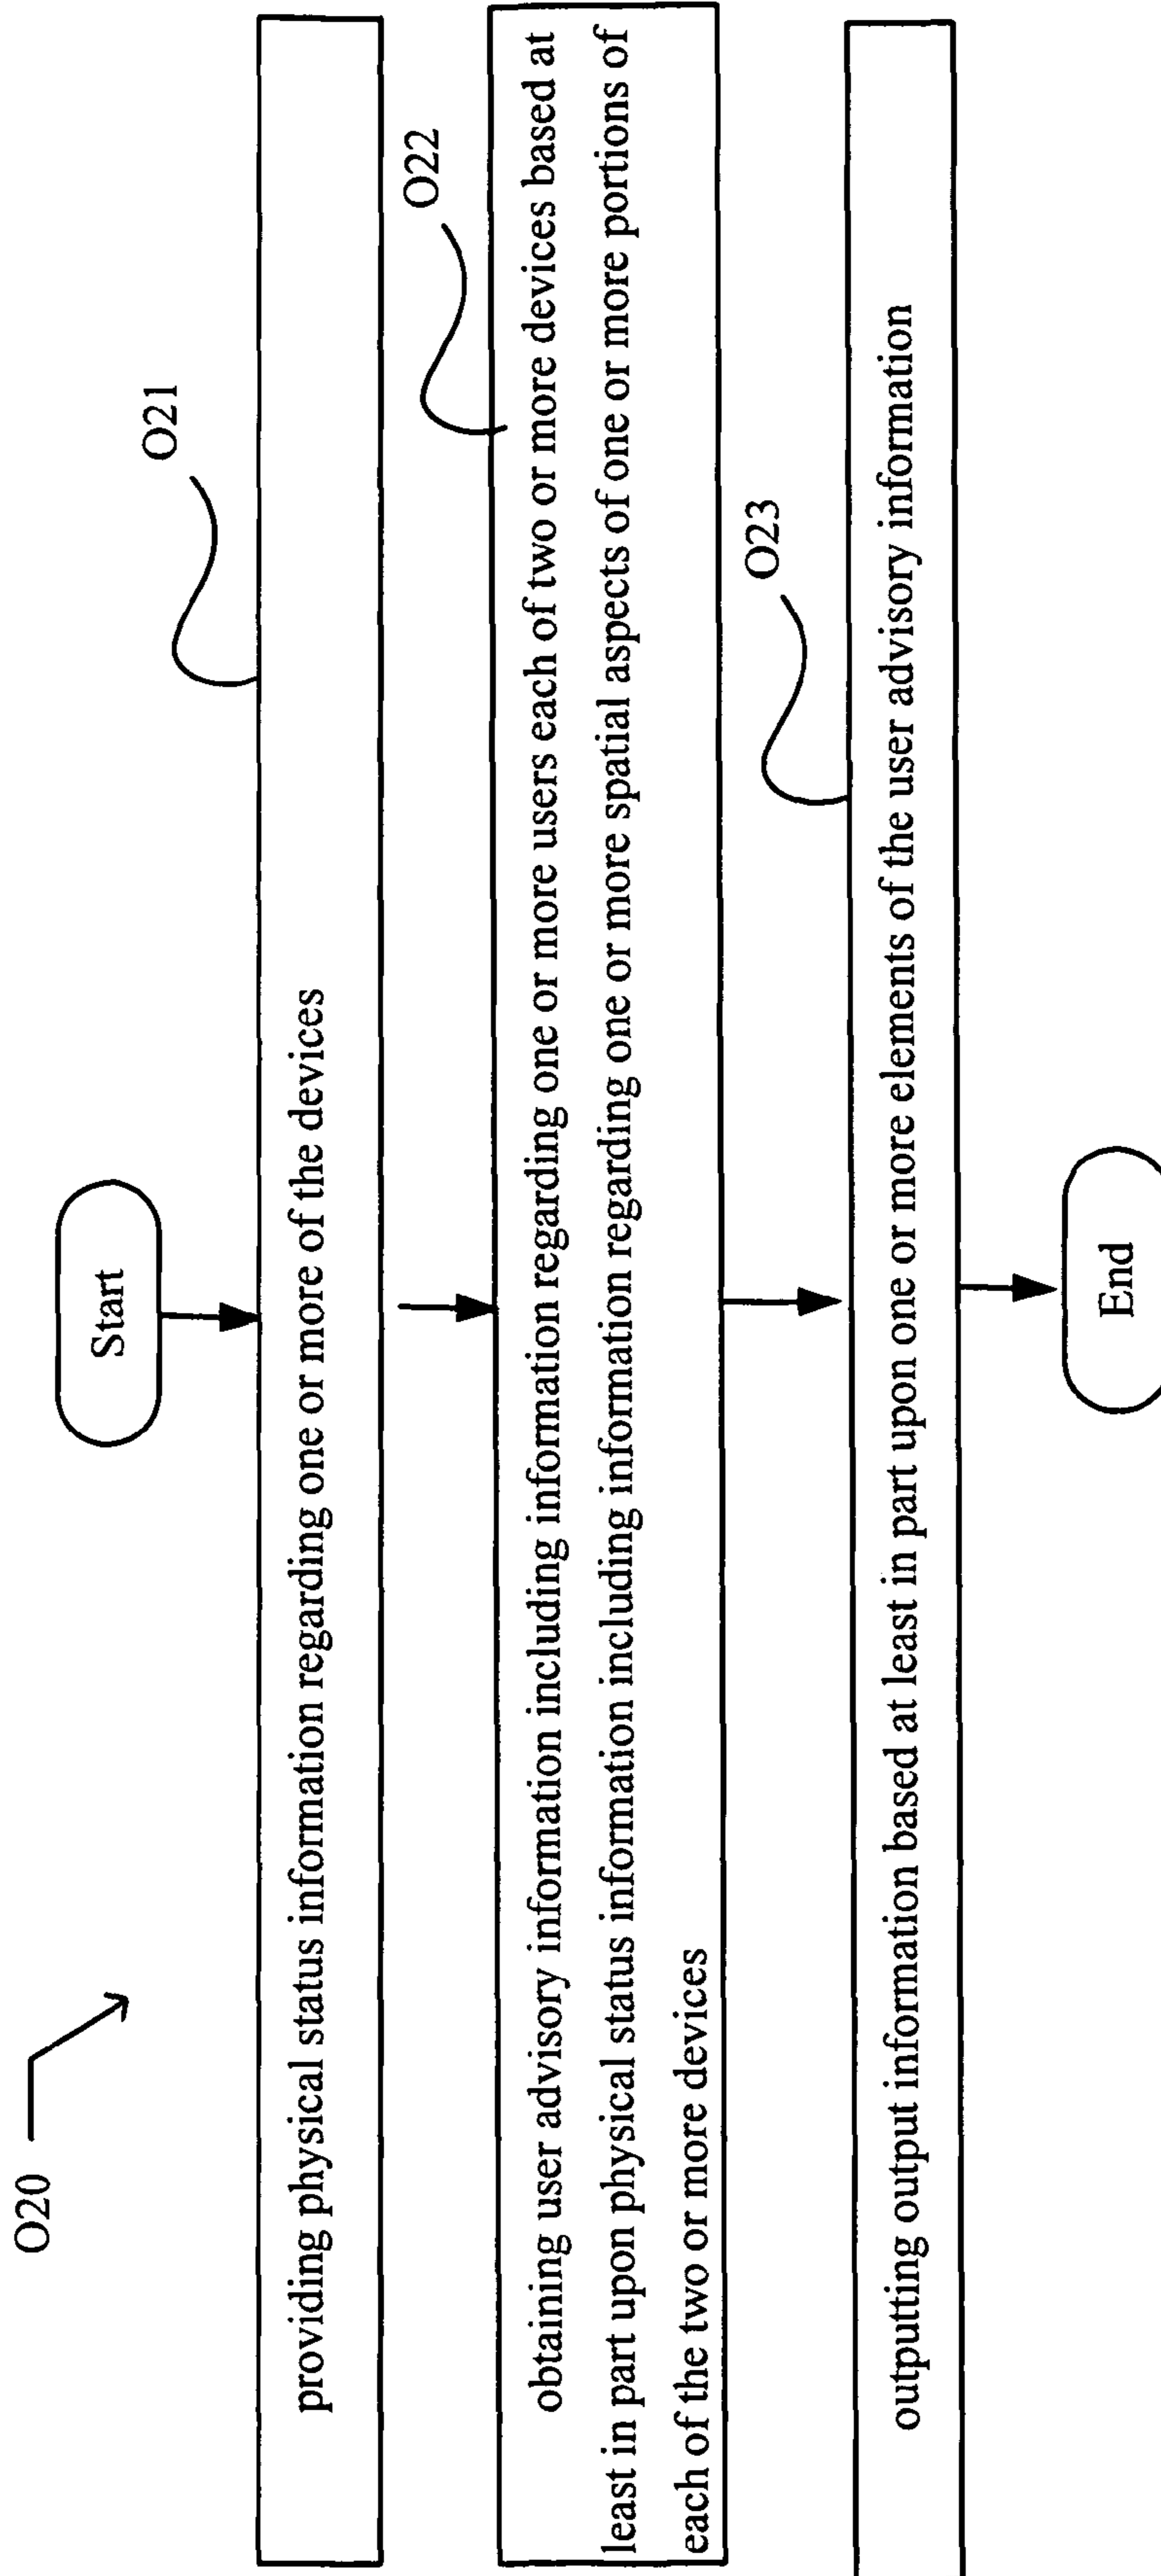 O20
Start
O21
providing physical status information regarding one or more of the devices
O22
obtaining user advisory information including information regarding one or more users each of two or more devices based at
least in part upon physical status information including information regarding one or more spatial aspects of one or more portions of
each of the two or more devices
O23
outputting output information based at least in part upon one or more elements of the user advisory information
End